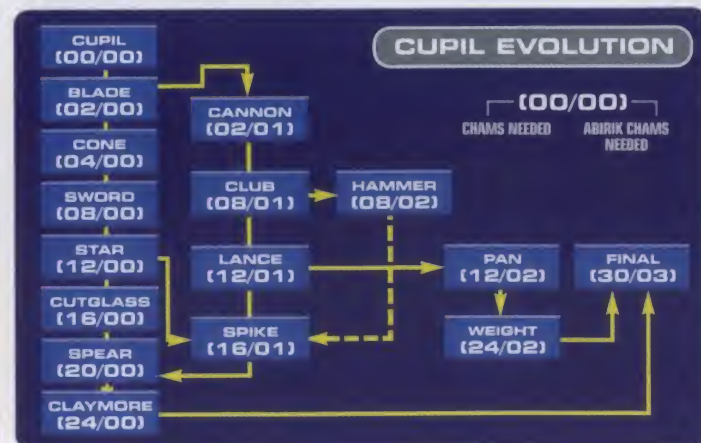 CUPIL EVOLUTION
(00/00)
CHAMS NEEDED
ABIRIK CHAMS
NEEDED
CUPIL
(00/00)
BLADE
(02/00)
CONE
(04/00)
SWORD
(08/00)
STAR
(12/00)
CUTGLASS
(16/00)
SPEAR
(20/00)
CLAYMORE
(24/00)
CANNON
(02/01)
CLUB
(08/01)
LANCE
(12/01)
SPIKE
(16/01)
HAMMER
(08/02)
PAN
(12/02)
WEIGHT
(24/02)
FINAL
(30/03)